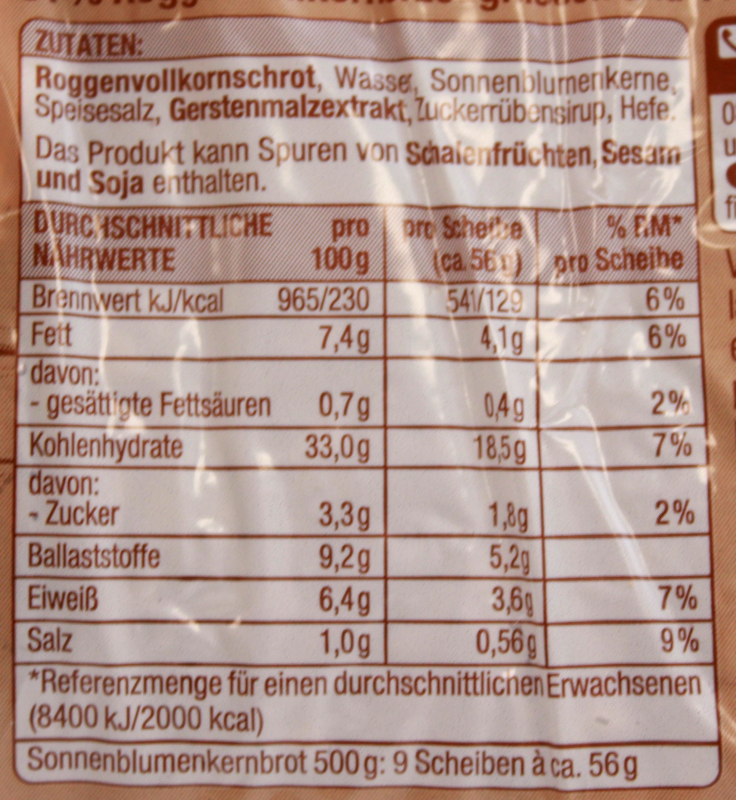 ZUTATEN:
Roggenvollkornschrot, Wasser, Sonnenblumenkerne,
Speisesalz, Gerstenmalzextrakt, Zuckerrübensirup, Hefe.
Das Produkt kann Spuren von Schalenfrüchten, Sesam
und Soja enthalten.
DURCHSCHNITTLICHE pro pro Scheibe % RM*
NÄHRWERTE 100g (ca. 56g) pro Scheibe
Brennwert kJ/kcal 965/230 541/129 6%
Fett 7,4g 4,1g 6%
davon:
- gesättigte Fettsäuren 0,7g 0,4g 2%
Kohlenhydrate 33,0g 18,5g 7%
davon:
- Zucker 3,3g 1,8g 2%
Ballaststoffe 9,2g 5,2g
Eiweiß 6,4g 3,6g 7%
Salz 1,0g 0,56g 9%
*Referenzmenge für einen durchschnittlichen Erwachsenen
(8400 kJ/2000 kcal)
Sonnenblumenkernbrot 500g: 9 Scheiben à ca. 56g